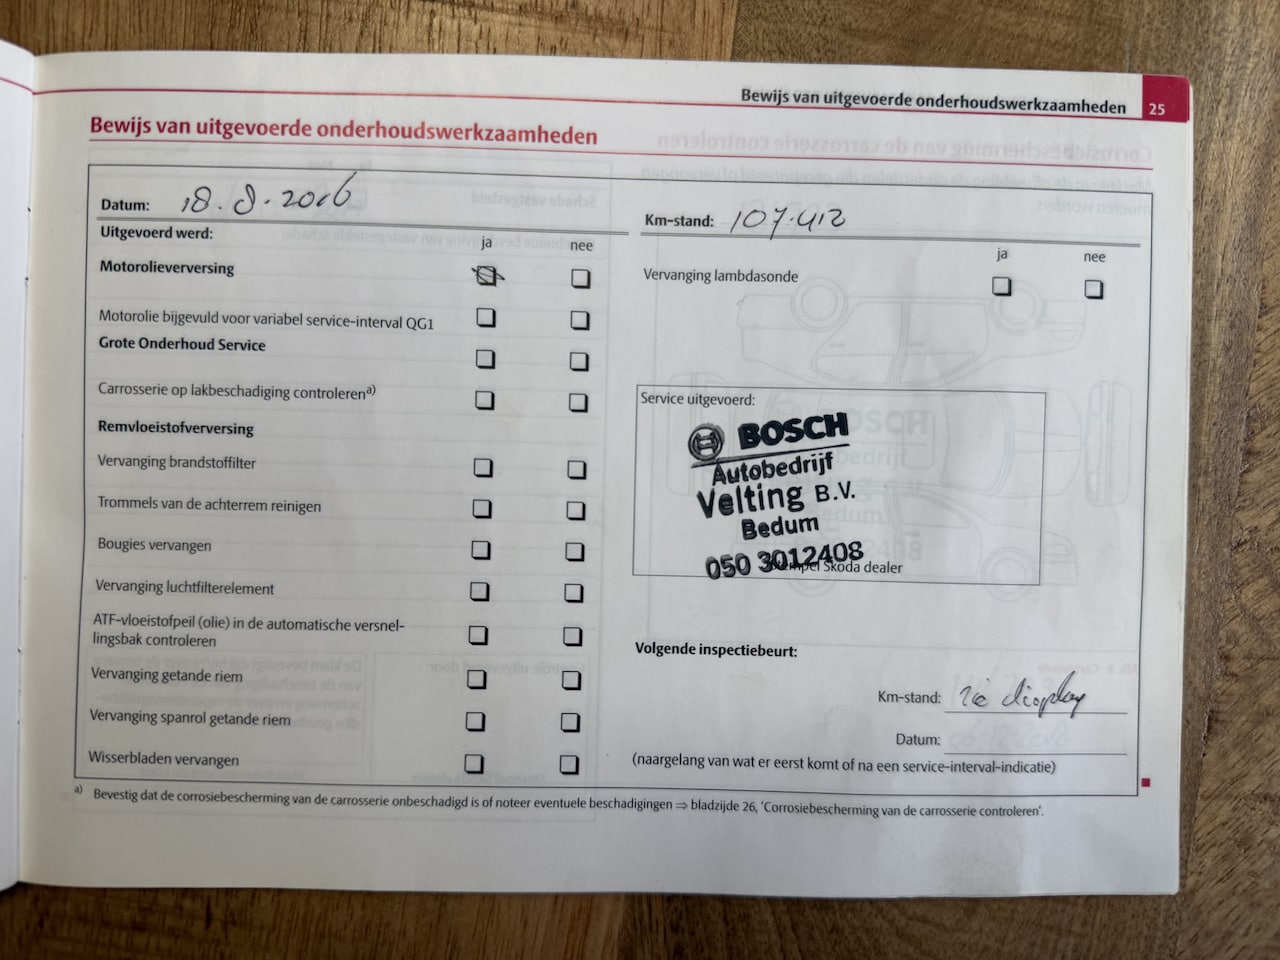 Bewijs van uitgevoerde onderhoudswerkzaamheden 25
Bewijs van uitgevoerde onderhoudswerkzaamheden
Datum: 18.8.2016
Uitgevoerd werd:
ja nee
Motorolieverversing
Motorolie bijgevuld voor variabel service-interval QG1
Grote Onderhoud Service
Carrosserie op lakbeschadiging controlerena)
Remvloeistofverversing
Vervanging brandstoffilter
Trommels van de achterrem reinigen
Bougies vervangen
Vervanging luchtfilterelement
ATF-vloeistofpeil (olie) in de automatische versnel-
lingsbak controleren
Vervanging getande riem
Vervanging spanrol getande riem
Wisserbladen vervangen
Km-stand: 107.412
ja nee
Vervanging lambdasonde
Service uitgevoerd:
BOSCH
Autobedrijf
Velting B.V.
Bedum
050 3012408
Stempel Skoda dealer
Volgende inspectiebeurt:
Km-stand: zie display
Datum:
(naargelang van wat er eerst komt of na een service-interval-indicatie)
a) Bevestig dat de corrosiebescherming van de carrosserie onbeschadigd is of noteer eventuele beschadigingen ⇒ bladzijde 26, 'Corrosiebescherming van de carrosserie controleren'.